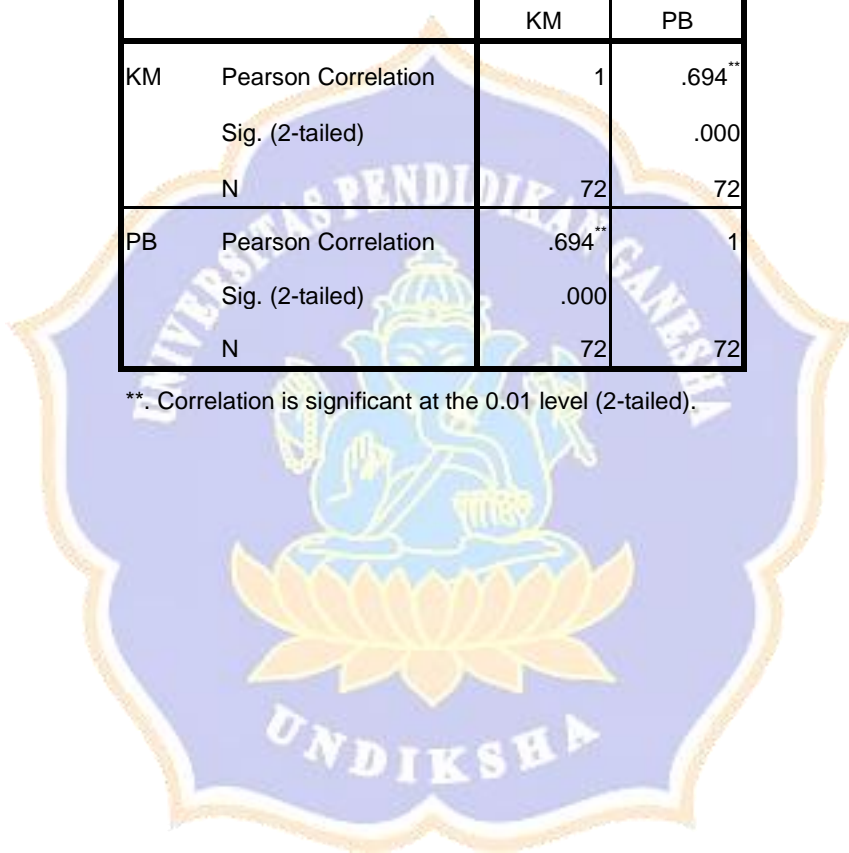 KM PB
KM Pearson Correlation 1 .694**
Sig. (2-tailed) .000
N 72 72
PB Pearson Correlation .694** 1
Sig. (2-tailed) .000
N 72 72
**. Correlation is significant at the 0.01 level (2-tailed).
UNIVERSITAS PENDIDIKAN GANESHA
UNDIKSHA